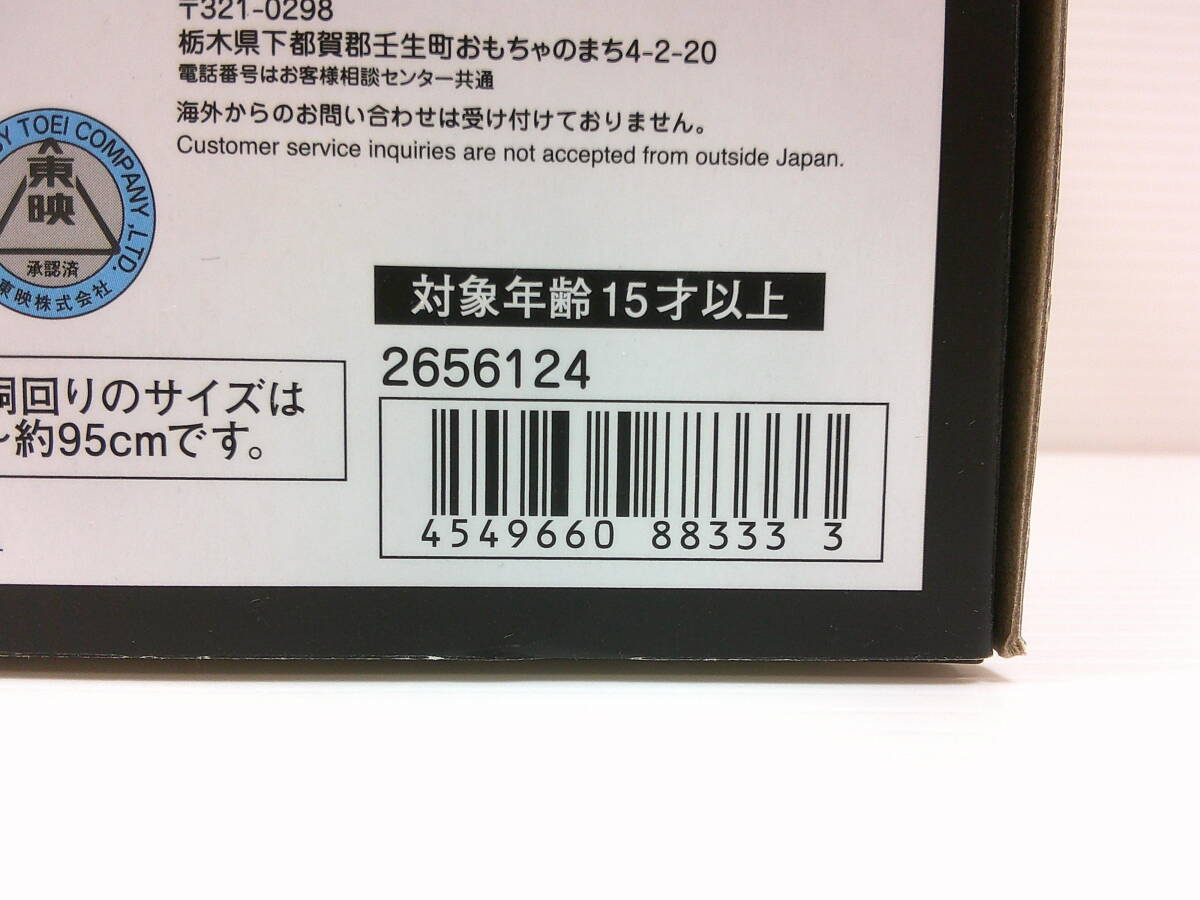 〒321-0298
栃木県下都賀郡壬生町おもちゃのまち4-2-20
電話番号はお客様相談センター共通
海外からのお問い合わせは受け付けておりません。
Customer service inquiries are not accepted from outside Japan.
TOEI COMPANY, LTD.
東映
承認済
東映株式会社
対象年齢15才以上
2656124
胴回りのサイズは
～約95cmです。
4549660 88333 3